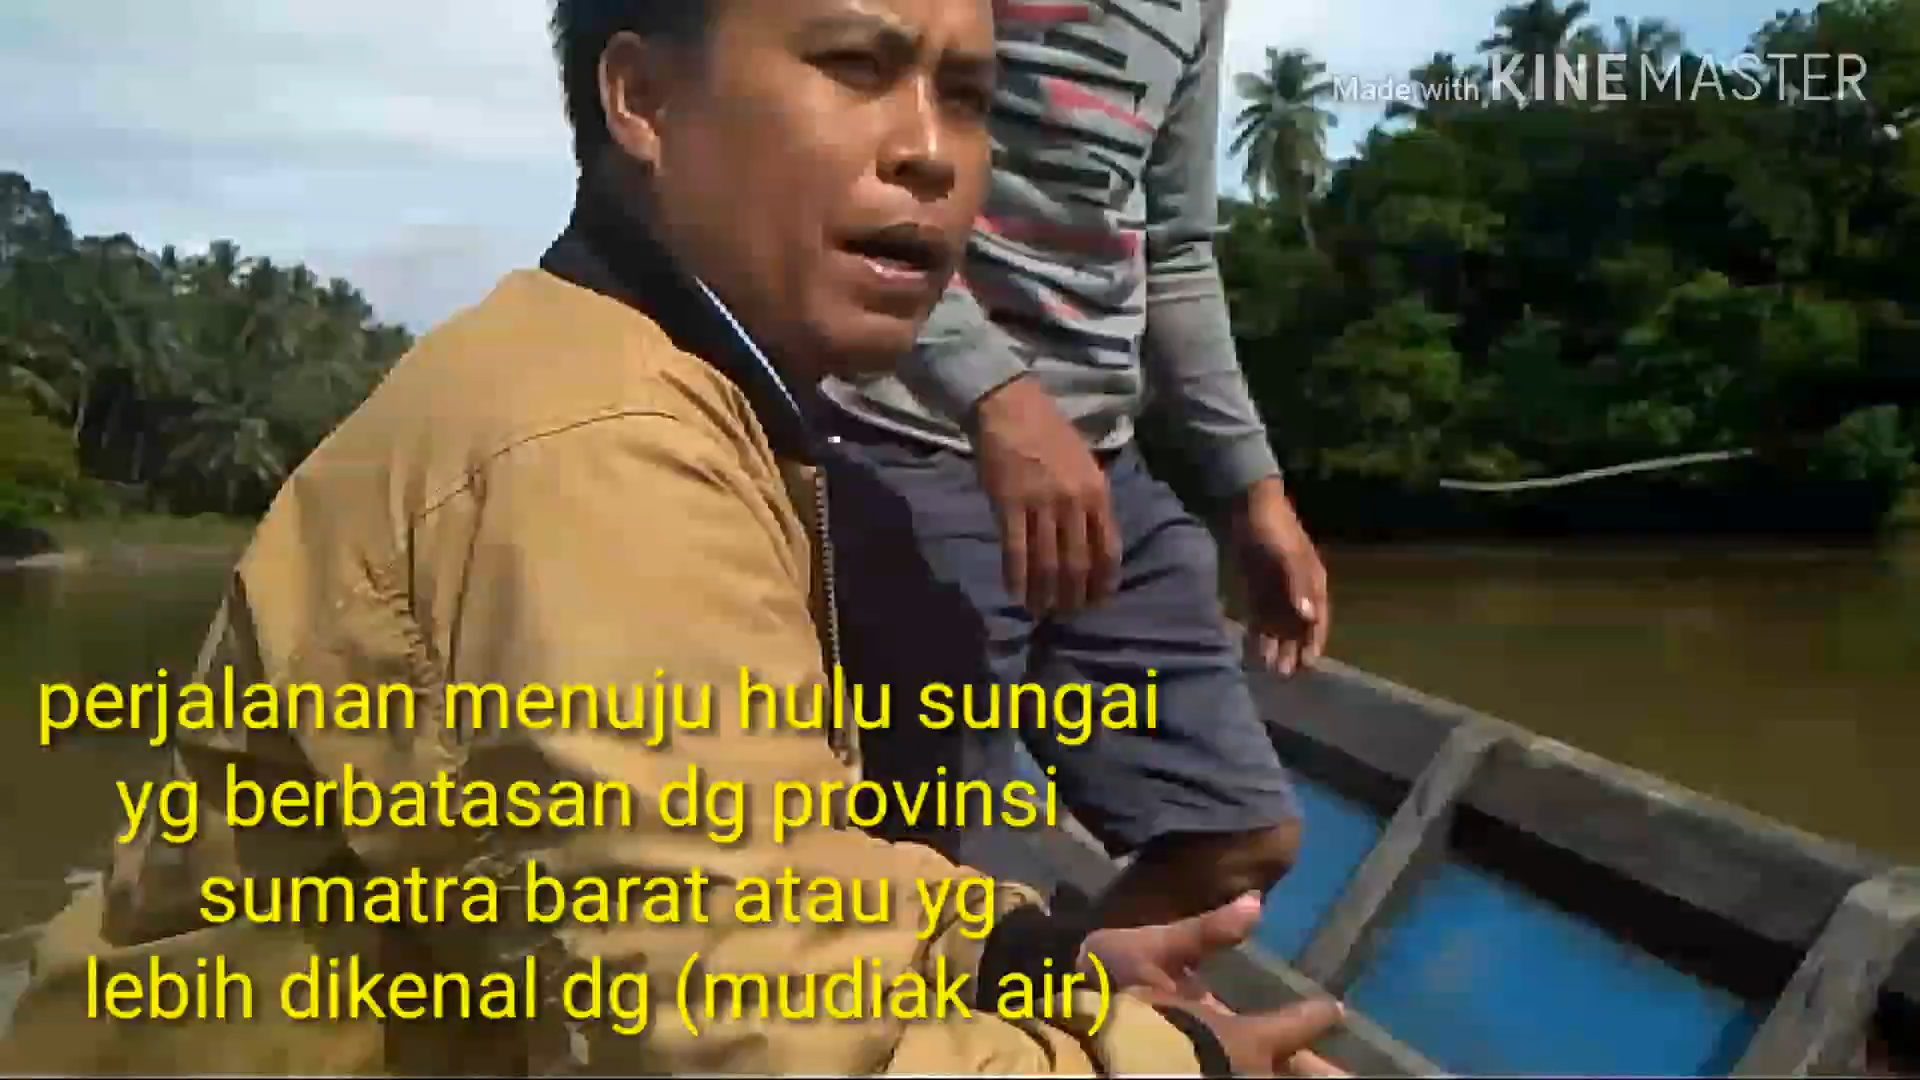 Made with KINEMASTER
perjalanan menuju hulu sungai
yg berbatasan dg provinsi
sumatra barat atau yg
lebih dikenal dg (mudiak air)